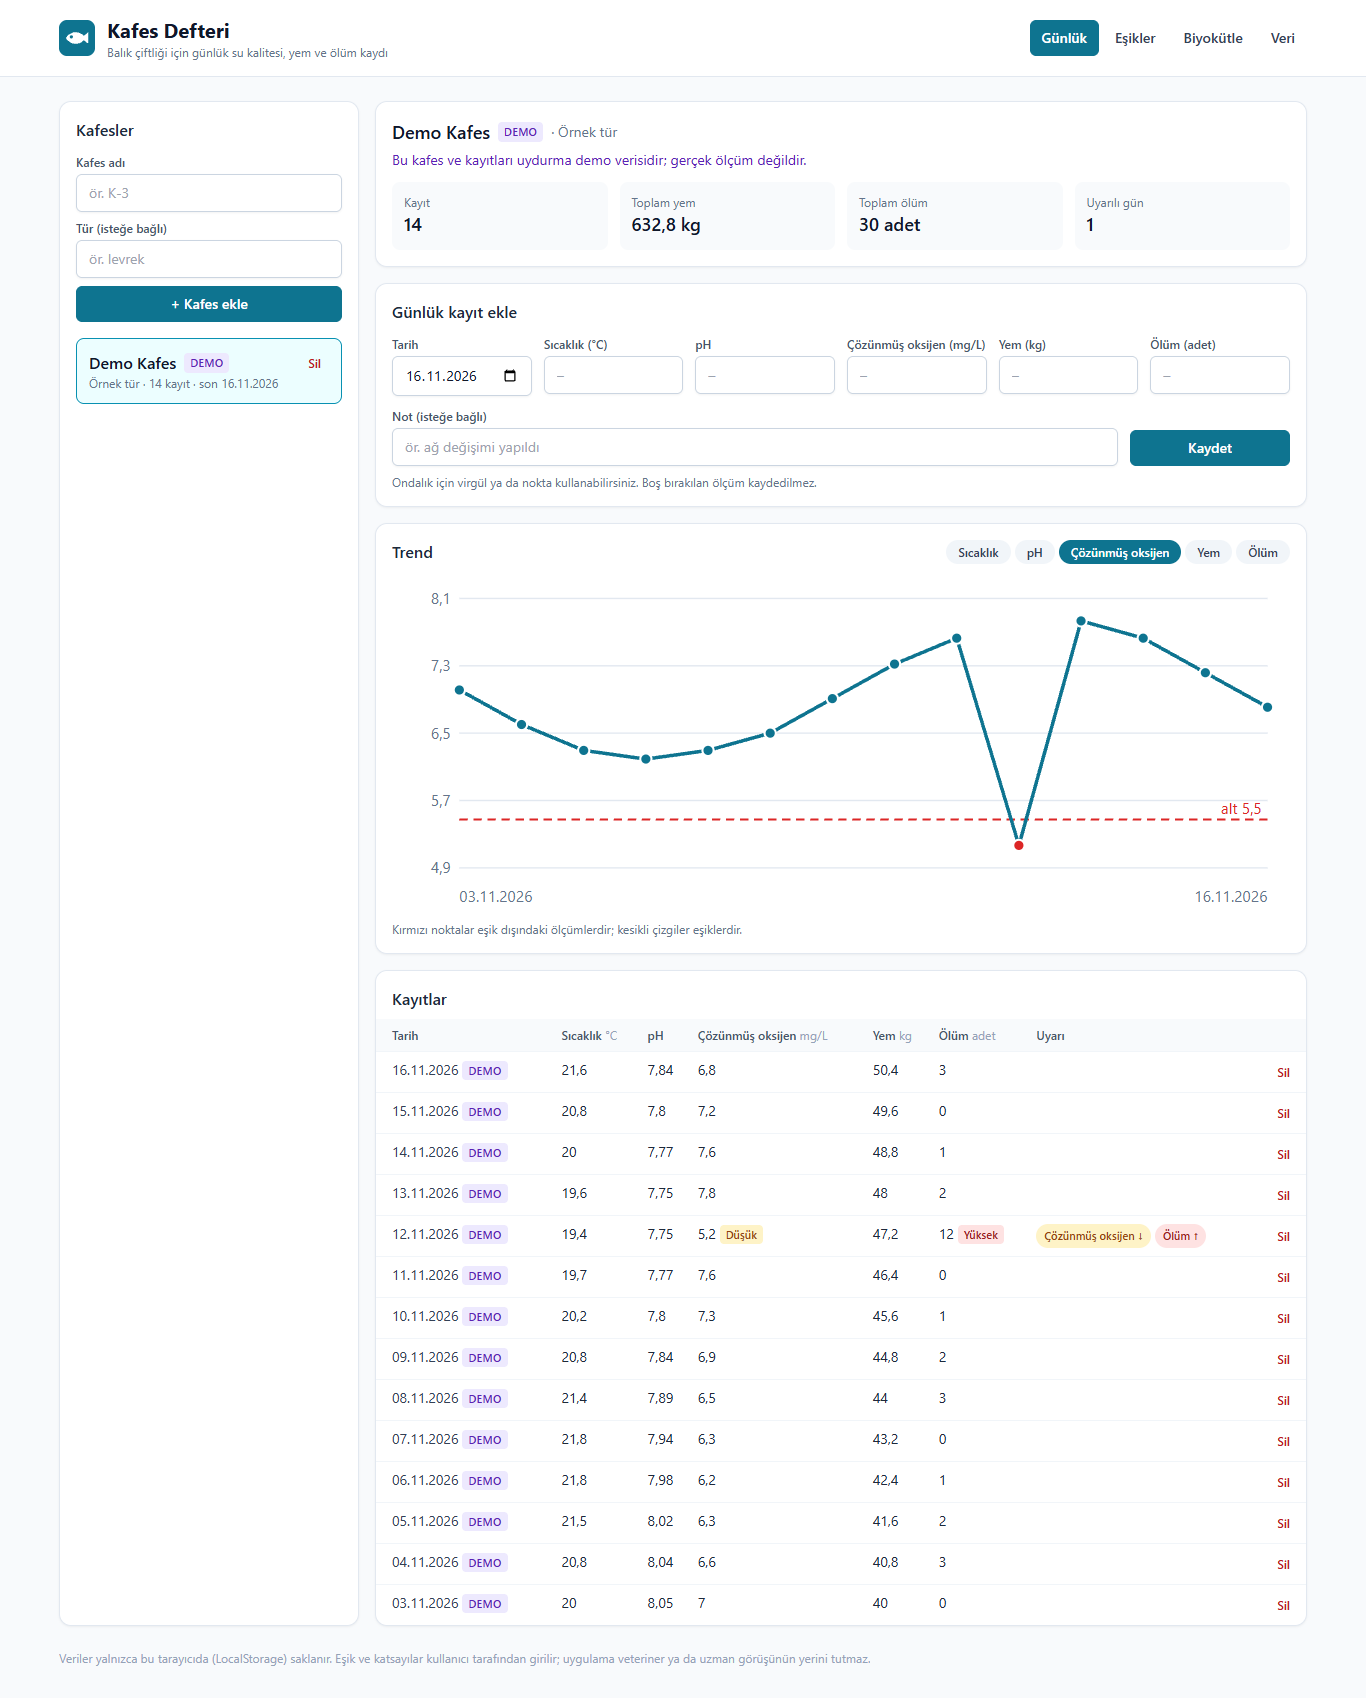 Kafes Defteri
Balık çiftliği için günlük su kalitesi, yem ve ölüm kaydı
Günlük Eşikler Biyokütle Veri
Kafesler
Kafes adı
ör. K-3
Tür (isteğe bağlı)
ör. levrek
+ Kafes ekle
Demo Kafes DEMO Sil
Örnek tür · 14 kayıt · son 16.11.2026
Demo Kafes DEMO · Örnek tür
Bu kafes ve kayıtları uydurma demo verisidir; gerçek ölçüm değildir.
Kayıt Toplam yem Toplam ölüm Uyarılı gün
14 632,8 kg 30 adet 1
Günlük kayıt ekle
Tarih Sıcaklık (°C) pH Çözünmüş oksijen (mg/L) Yem (kg) Ölüm (adet)
16.11.2026 – – – – –
Not (isteğe bağlı)
ör. ağ değişimi yapıldı Kaydet
Ondalık için virgül ya da nokta kullanabilirsiniz. Boş bırakılan ölçüm kaydedilmez.
Trend Sıcaklık pH Çözünmüş oksijen Yem Ölüm
8,1
7,3
6,5
5,7
alt 5,5
4,9
03.11.2026 16.11.2026
Kırmızı noktalar eşik dışındaki ölçümlerdir; kesikli çizgiler eşiklerdir.
Kayıtlar
Tarih Sıcaklık °C pH Çözünmüş oksijen mg/L Yem kg Ölüm adet Uyarı
16.11.2026 DEMO 21,6 7,84 6,8 50,4 3 Sil
15.11.2026 DEMO 20,8 7,8 7,2 49,6 0 Sil
14.11.2026 DEMO 20 7,77 7,6 48,8 1 Sil
13.11.2026 DEMO 19,6 7,75 7,8 48 2 Sil
12.11.2026 DEMO 19,4 7,75 5,2 Düşük 47,2 12 Yüksek Çözünmüş oksijen ↓ Ölüm ↑ Sil
11.11.2026 DEMO 19,7 7,77 7,6 46,4 0 Sil
10.11.2026 DEMO 20,2 7,8 7,3 45,6 1 Sil
09.11.2026 DEMO 20,8 7,84 6,9 44,8 2 Sil
08.11.2026 DEMO 21,4 7,89 6,5 44 3 Sil
07.11.2026 DEMO 21,8 7,94 6,3 43,2 0 Sil
06.11.2026 DEMO 21,8 7,98 6,2 42,4 1 Sil
05.11.2026 DEMO 21,5 8,02 6,3 41,6 2 Sil
04.11.2026 DEMO 20,8 8,04 6,6 40,8 3 Sil
03.11.2026 DEMO 20 8,05 7 40 0 Sil
Veriler yalnızca bu tarayıcıda (LocalStorage) saklanır. Eşik ve katsayılar kullanıcı tarafından girilir; uygulama veteriner ya da uzman görüşünün yerini tutmaz.